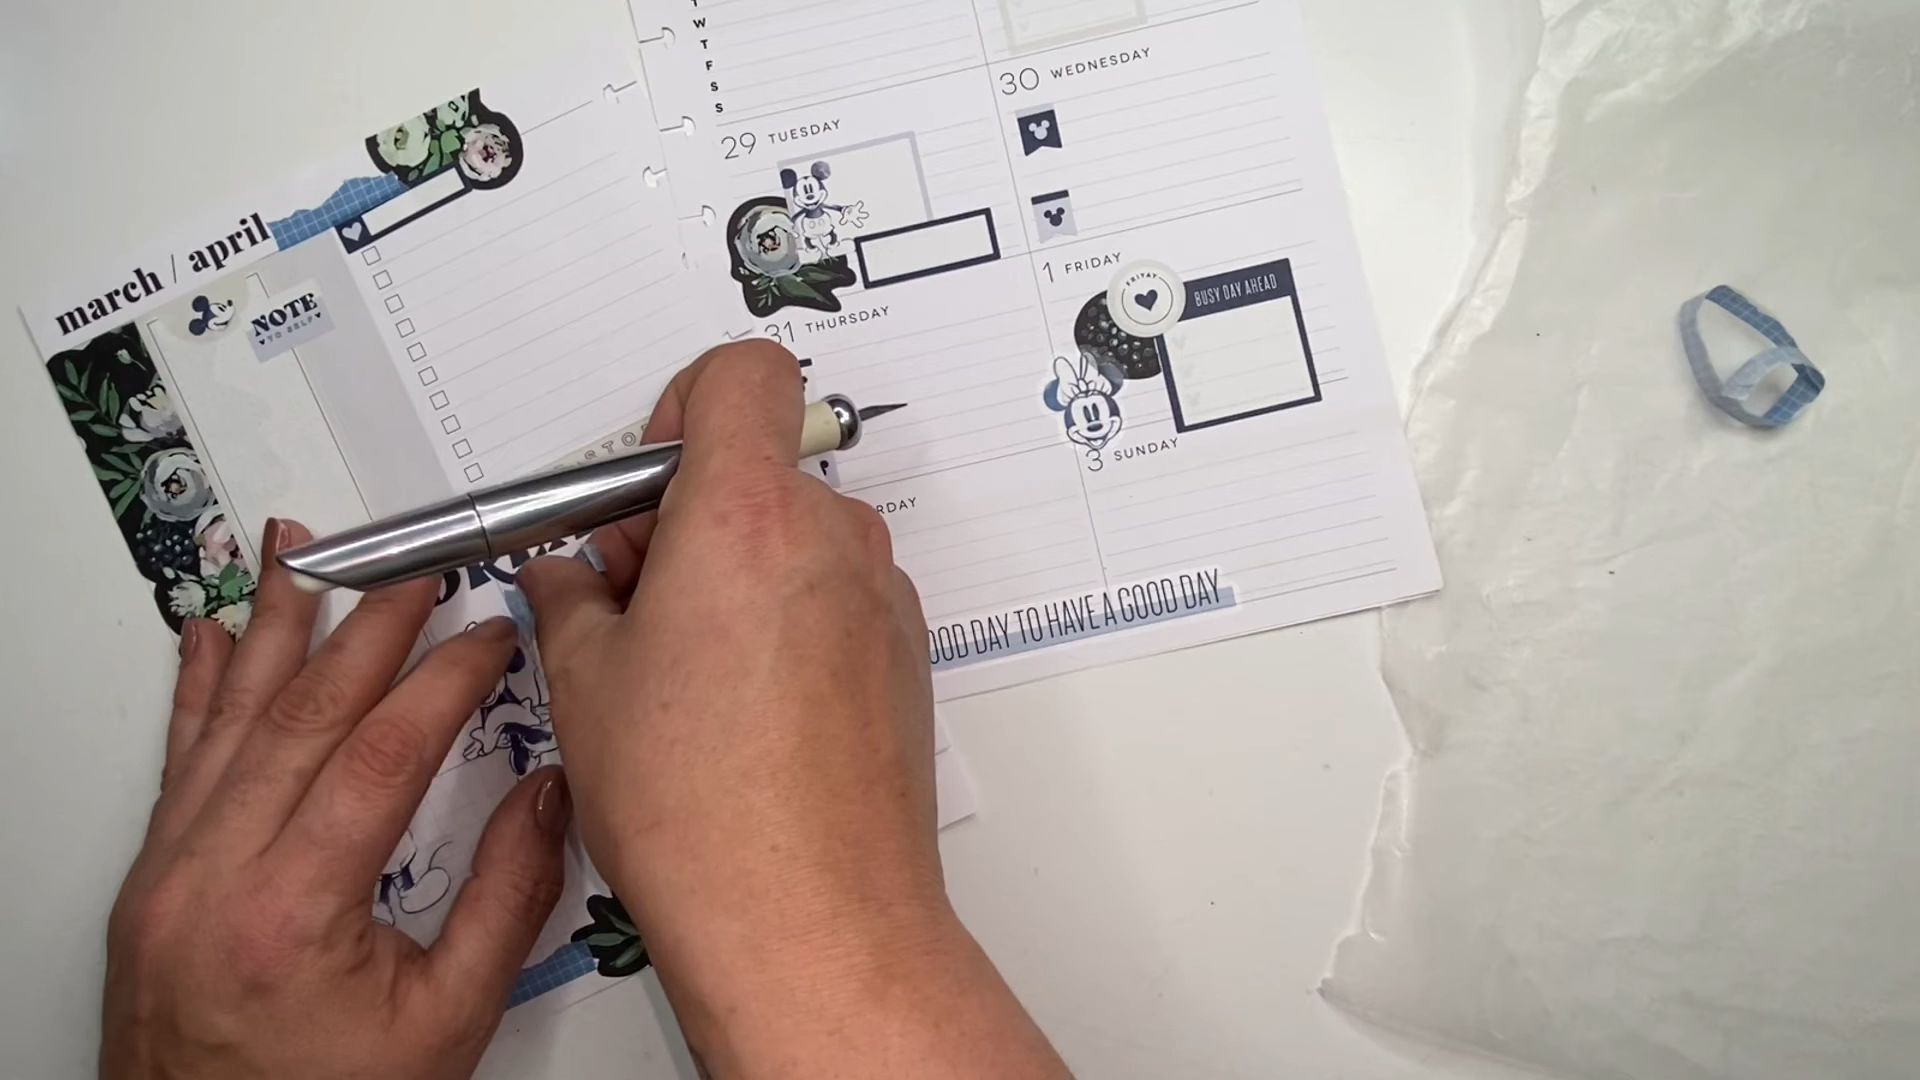 march / april
NOTE
TO SELF
T
W
T
F
S
S
29 TUESDAY
30 WEDNESDAY
31 THURSDAY
1 FRIDAY
FRIYAY
BUSY DAY AHEAD
3 SUNDAY
RDAY
OOD DAY TO HAVE A GOOD DAY